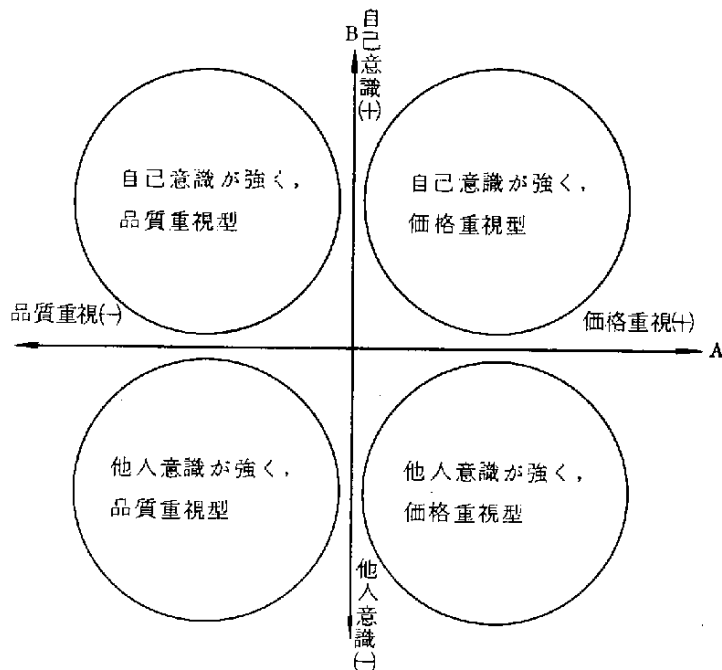 B
自己意識(+)
自己意識が強く，
品質重視型
自己意識が強く，
価格重視型
品質重視(-)
価格重視(+)
A
他人意識が強く，
品質重視型
他人意識が強く，
価格重視型
他人意識(-)